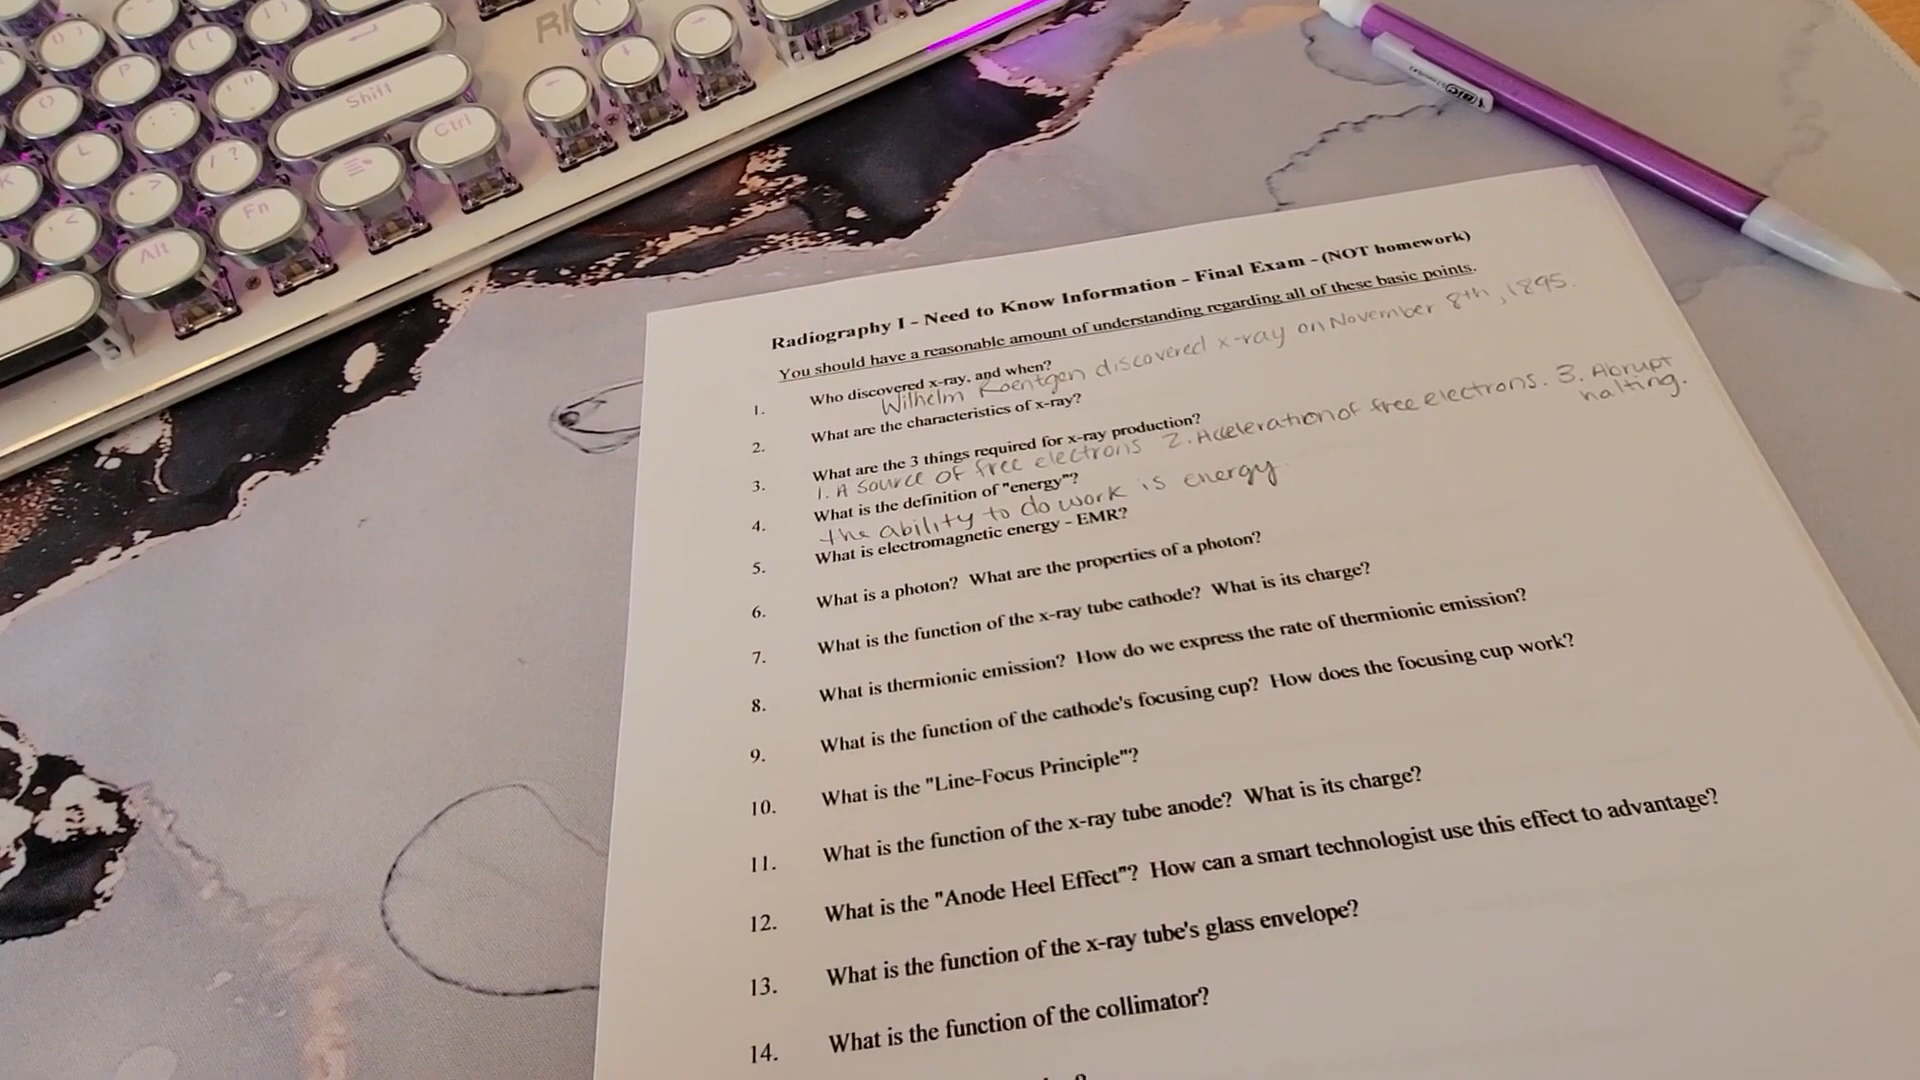 P
L
K
Shift
Ctrl
Fn
Alt
BIC
Radiography I - Need to Know Information - Final Exam - (NOT homework)
You should have a reasonable amount of understanding regarding all of these basic points.
1. Who discovered x-ray, and when?
Wilhelm Roentgen discovered x-ray on November 8th, 1895.
2. What are the characteristics of x-ray?
3. What are the 3 things required for x-ray production?
1. A source of free electrons 2. Acceleration of free electrons. 3. Abrupt
halting.
4. What is the definition of "energy"?
the ability to do work is energy
5. What is electromagnetic energy - EMR?
6. What is a photon? What are the properties of a photon?
7. What is the function of the x-ray tube cathode? What is its charge?
8. What is thermionic emission? How do we express the rate of thermionic emission?
9. What is the function of the cathode's focusing cup? How does the focusing cup work?
10. What is the "Line-Focus Principle"?
11. What is the function of the x-ray tube anode? What is its charge?
12. What is the "Anode Heel Effect"? How can a smart technologist use this effect to advantage?
13. What is the function of the x-ray tube's glass envelope?
14. What is the function of the collimator?